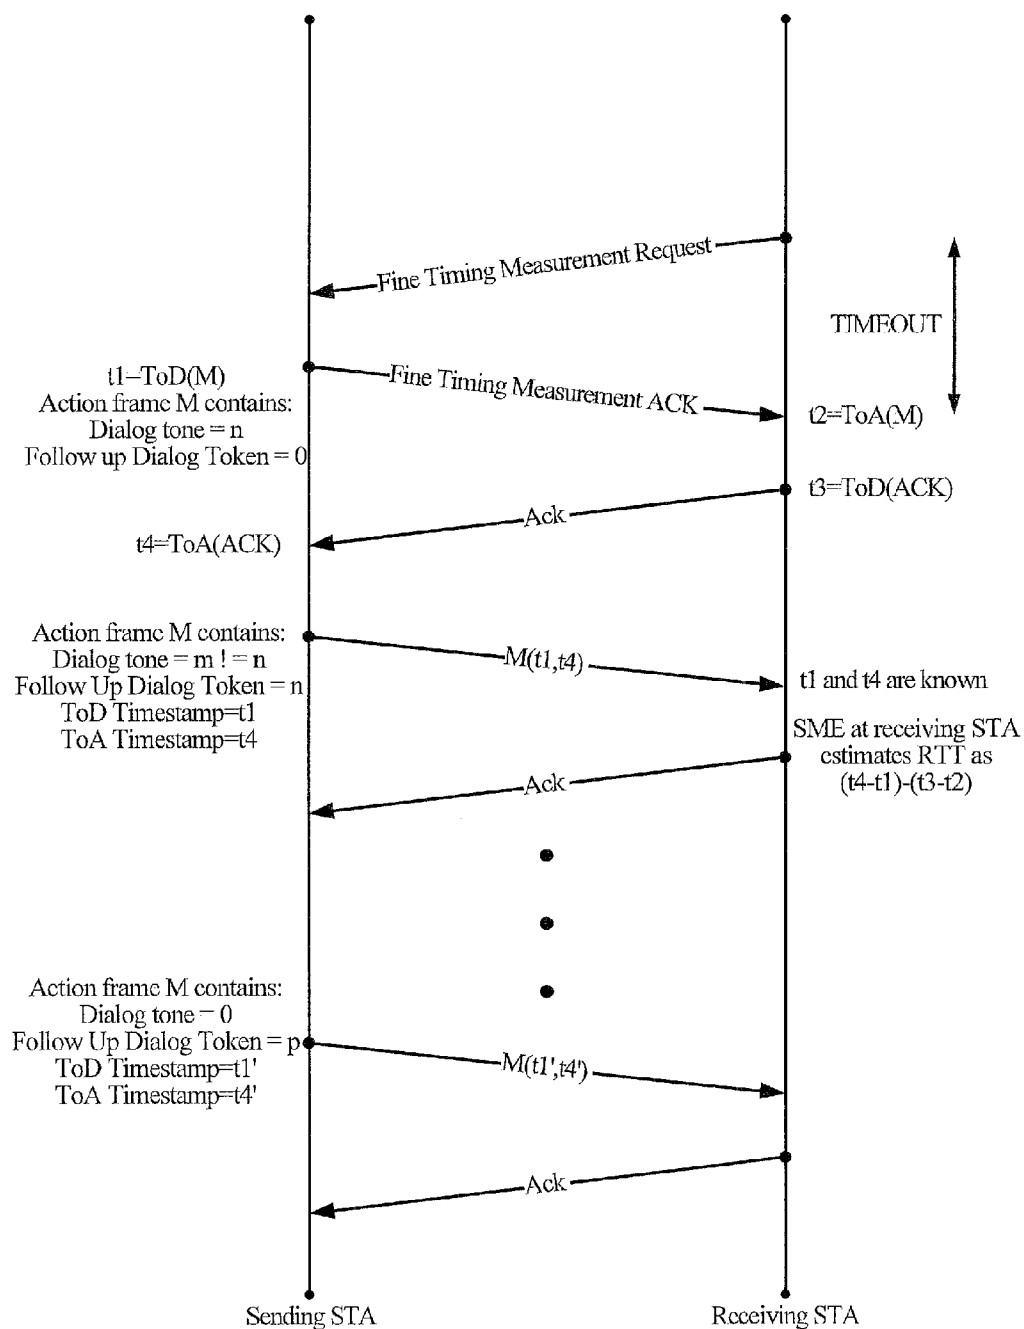 Fine Timing Measurement Request
TIMEOUT
t1=ToD(M)
Action frame M contains:
Dialog tone = n
Follow up Dialog Token = 0
Fine Timing Measurement ACK
t2=ToA(M)
t3=ToD(ACK)
Ack
t4=ToA(ACK)
Action frame M contains:
Dialog tone = m ! = n
Follow Up Dialog Token = n
ToD Timestamp=t1
ToA Timestamp=t4
M(t1,t4)
t1 and t4 are known
SME at receiving STA
estimates RTT as
(t4-t1)-(t3-t2)
Ack
Action frame M contains:
Dialog tone = 0
Follow Up Dialog Token = p
ToD Timestamp=t1'
ToA Timestamp=t4'
M(t1',t4')
Ack
Sending STA
Receiving STA